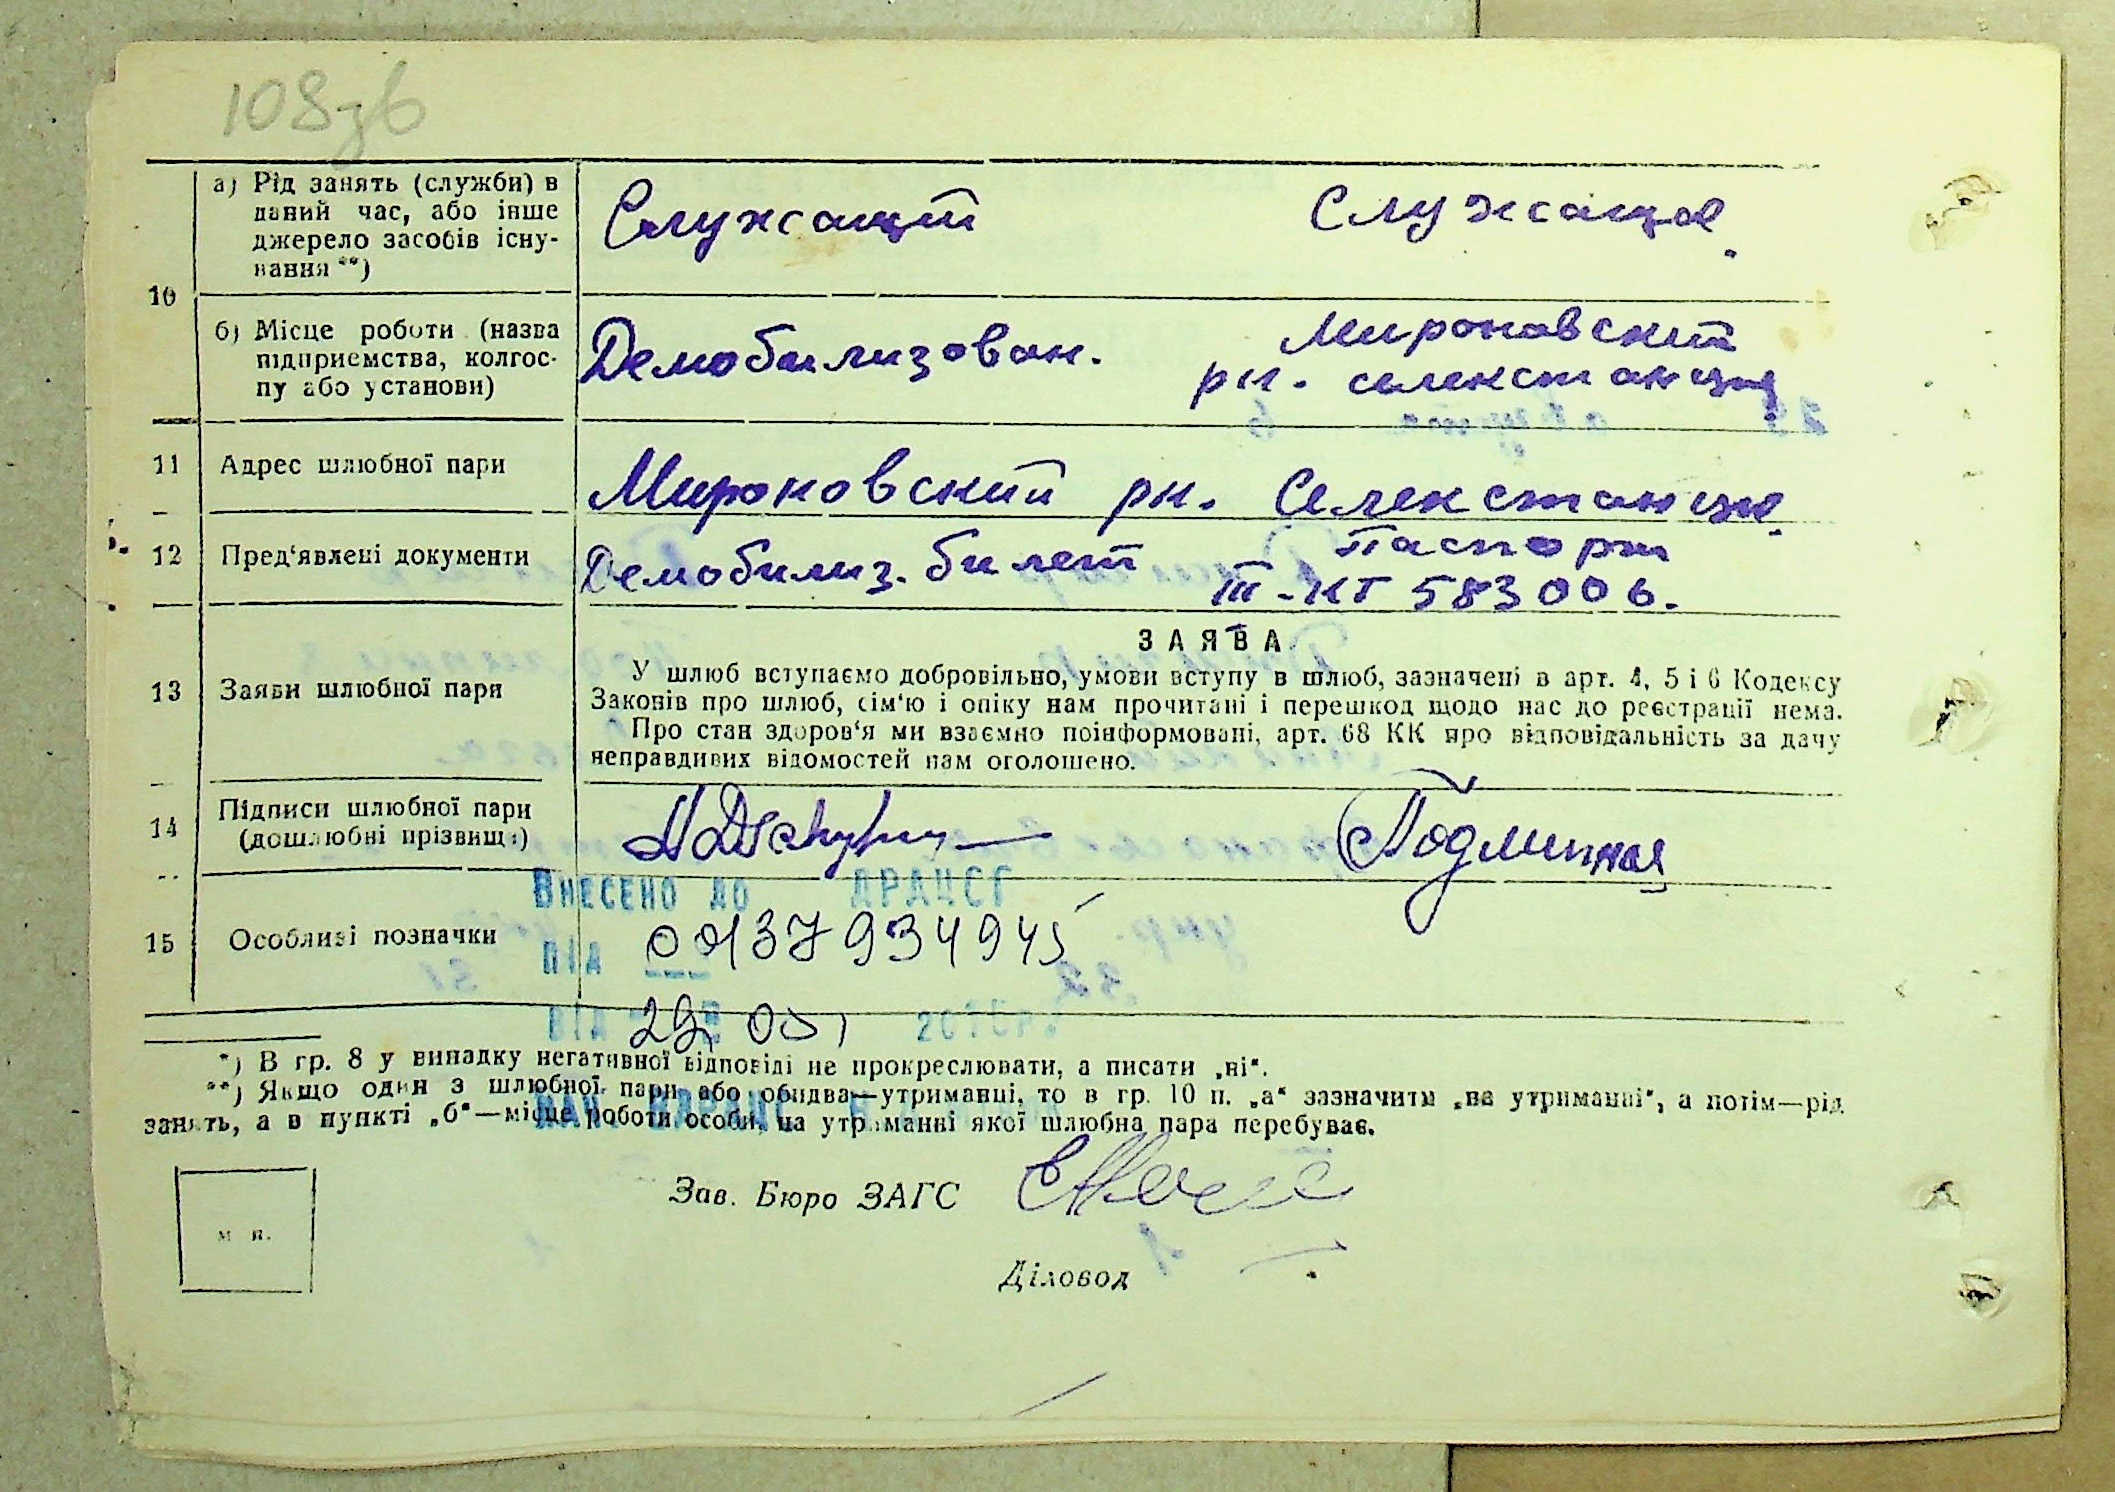 108зв
а) Рід занять (служби) в даний час, або інше джерело засобів існування **)
Служащий Служащая
10
б) Місце роботи (назва підприємства, колгоспу або установи)
Демобилизован. Мироновский рн. селекстанция
11 Адрес шлюбної пари Мироновский рн. Селекстанция
12 Пред‘явлені документи Демобилиз. билет Паспорт III-КТ 583006.
ЗАЯВА
13 Заяви шлюбної пари
У шлюб вступаємо добровільно, умови вступу в шлюб, зазначені в арт. 4, 5 і 6 Кодексу
Законів про шлюб, сім‘ю і опіку нам прочитані і перешкод щодо нас до реєстрації нема.
Про стан здоров‘я ми взаємно поінформовані, арт. 68 КК про відповідальність за дачу
неправдивих відомостей нам оголошено.
14 Підписи шлюбної пари
(дошлюбні прізвища) Подлипная
Внесено до ДРАЦСГ
15 Особливі позначки
під 00137934945
від 29 20 р.
*) В гр. 8 у випадку негативної відповіді не прокреслювати, а писати „ні“.
**) Якщо один з шлюбної пари або обидва—утриманці, то в гр. 10 п. „а“ зазначити „на утриманні“, а потім—рід
занять, а в пункті „б“—місце роботи особи, на утриманні якої шлюбна пара перебуває.
Зав. Бюро ЗАГС
м п.
Діловод